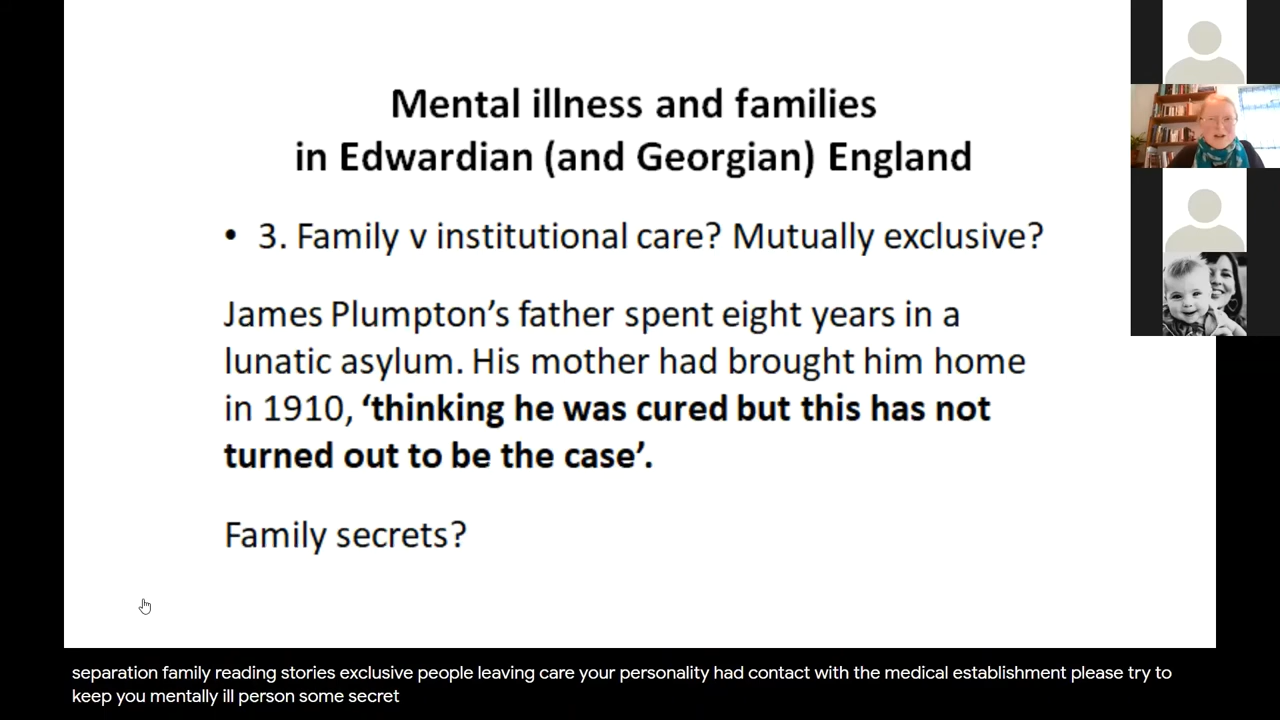 Mental illness and families
in Edwardian (and Georgian) England
• 3. Family v institutional care? Mutually exclusive?
James Plumpton’s father spent eight years in a
lunatic asylum. His mother had brought him home
in 1910, ‘thinking he was cured but this has not
turned out to be the case’.
Family secrets?
separation family reading stories exclusive people leaving care your personality had contact with the medical establishment please try to
keep you mentally ill person some secret